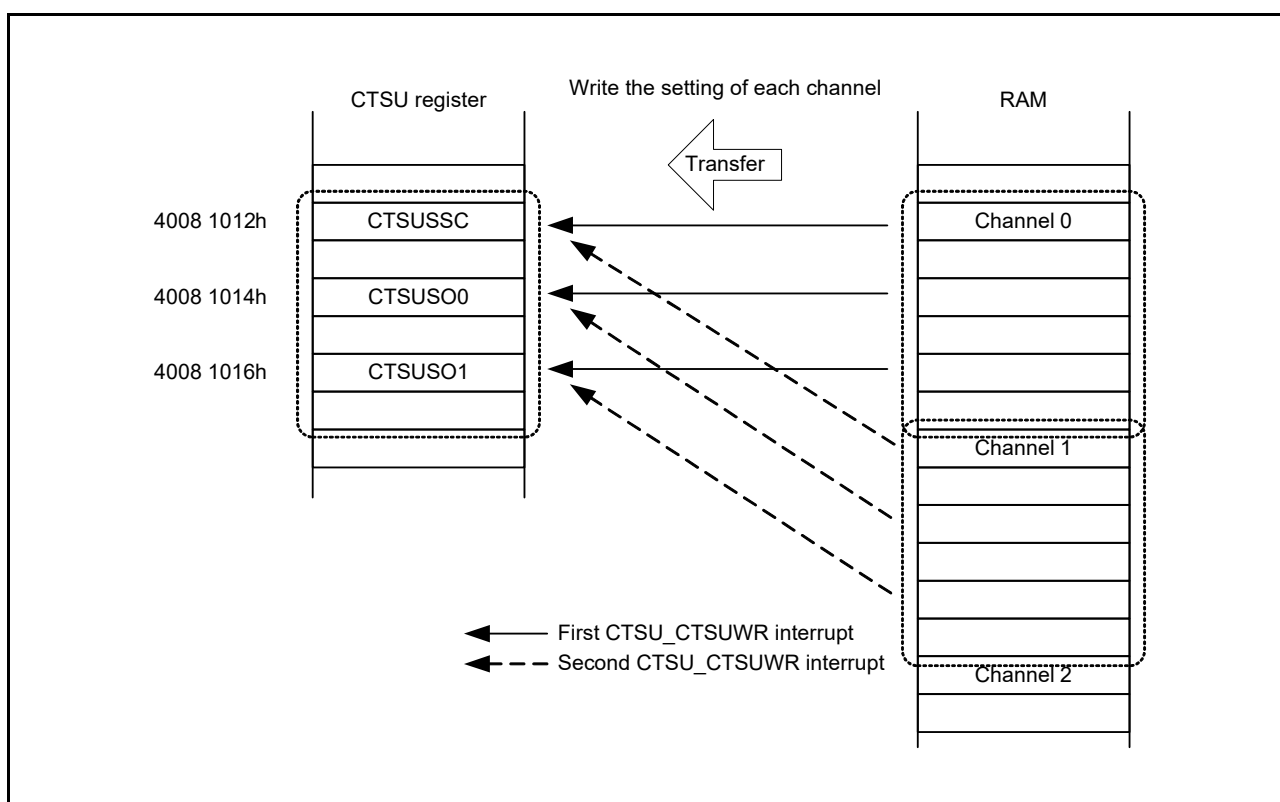 Write the setting of each channel
CTSU register
RAM
Transfer
4008 1012h
CTSUSSC
Channel 0
4008 1014h
CTSUSO0
4008 1016h
CTSUSO1
Channel 1
First CTSU_CTSUWR interrupt
Second CTSU_CTSUWR interrupt
Channel 2